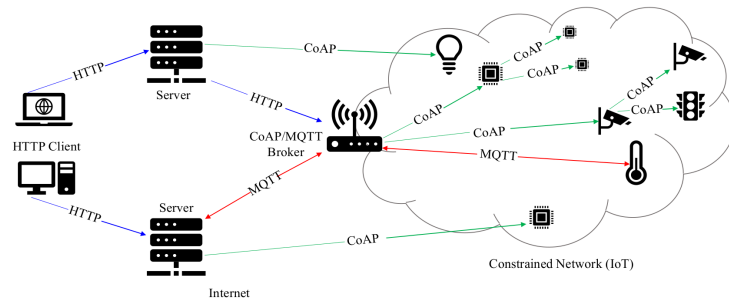 HTTP
CoAP
CoAP
CoAP
HTTP
Server
HTTP
CoAP
CoAP
CoAP
CoAP/MQTT
Broker
HTTP Client
MQTT
MQTT
HTTP
Server
CoAP
Constrained Network (IoT)
Internet